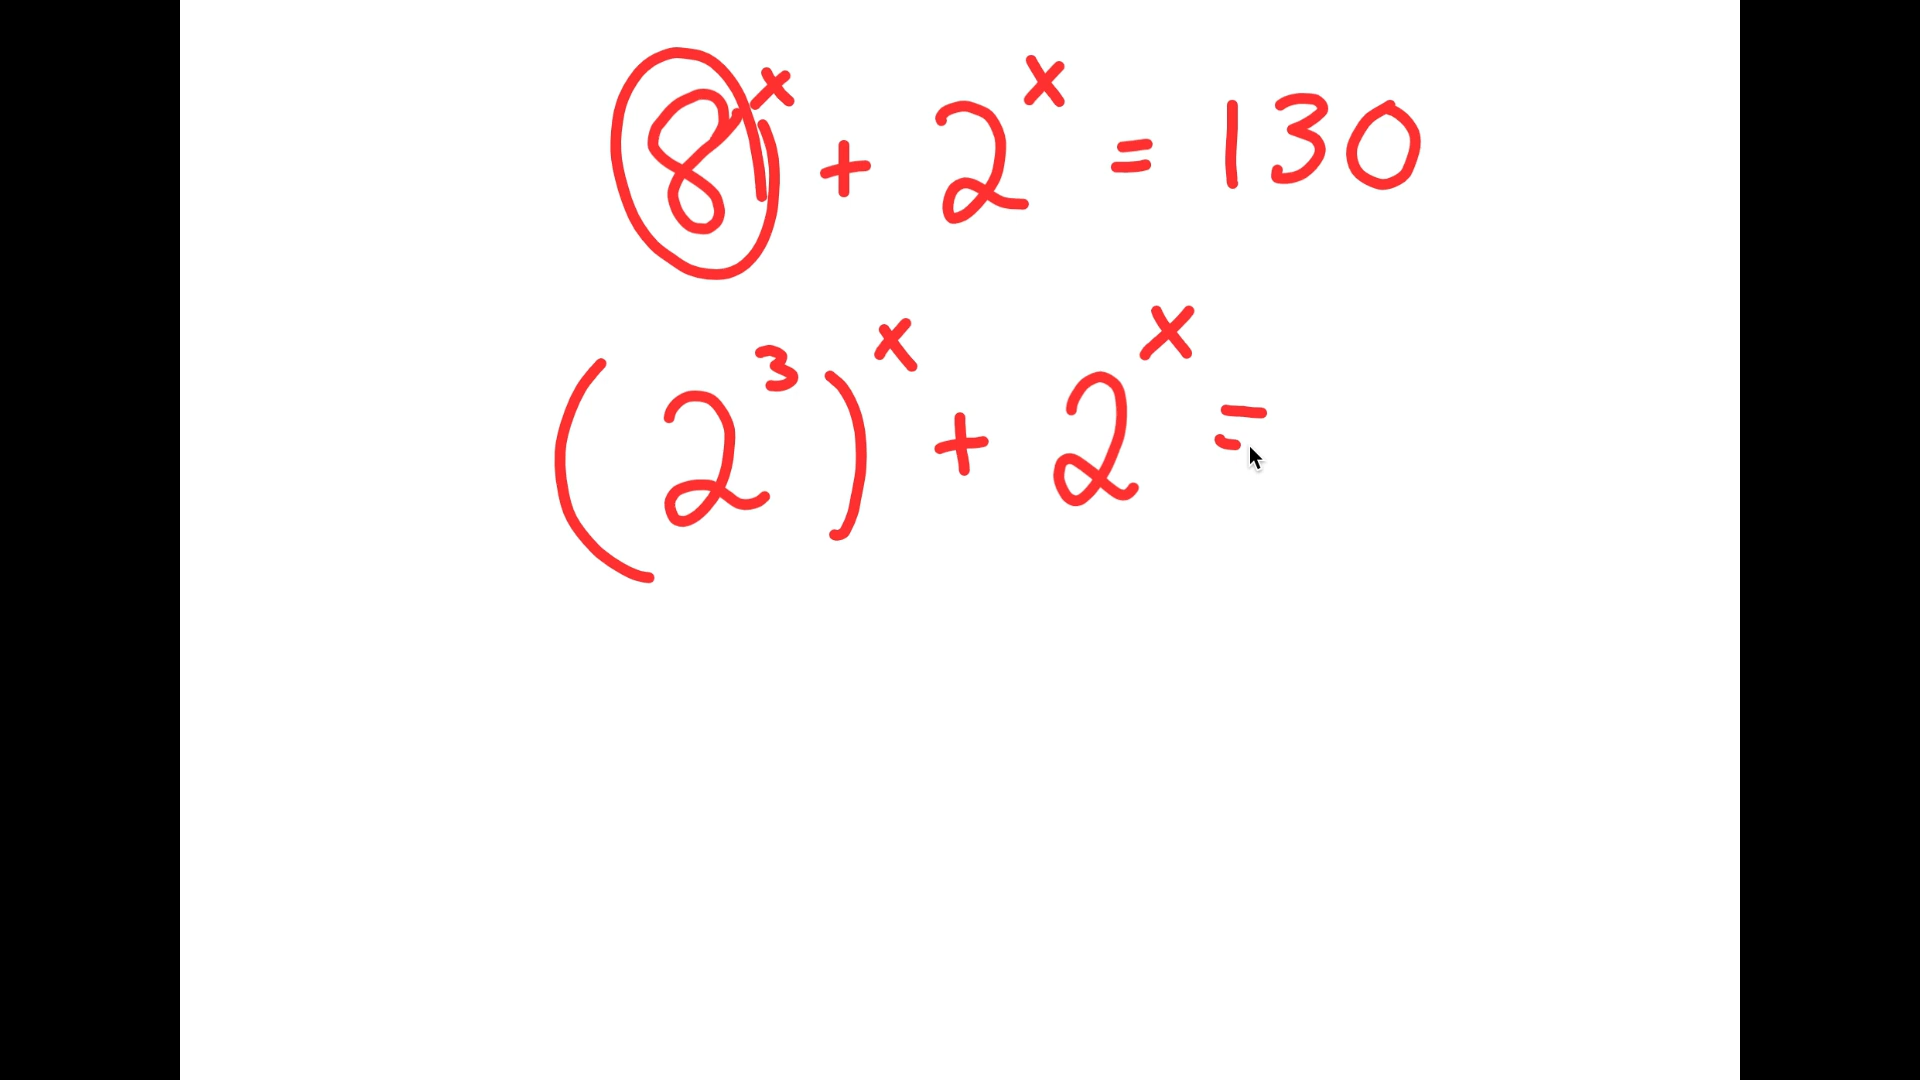 8^x + 2^x = 130
(2^3)^x + 2^x =